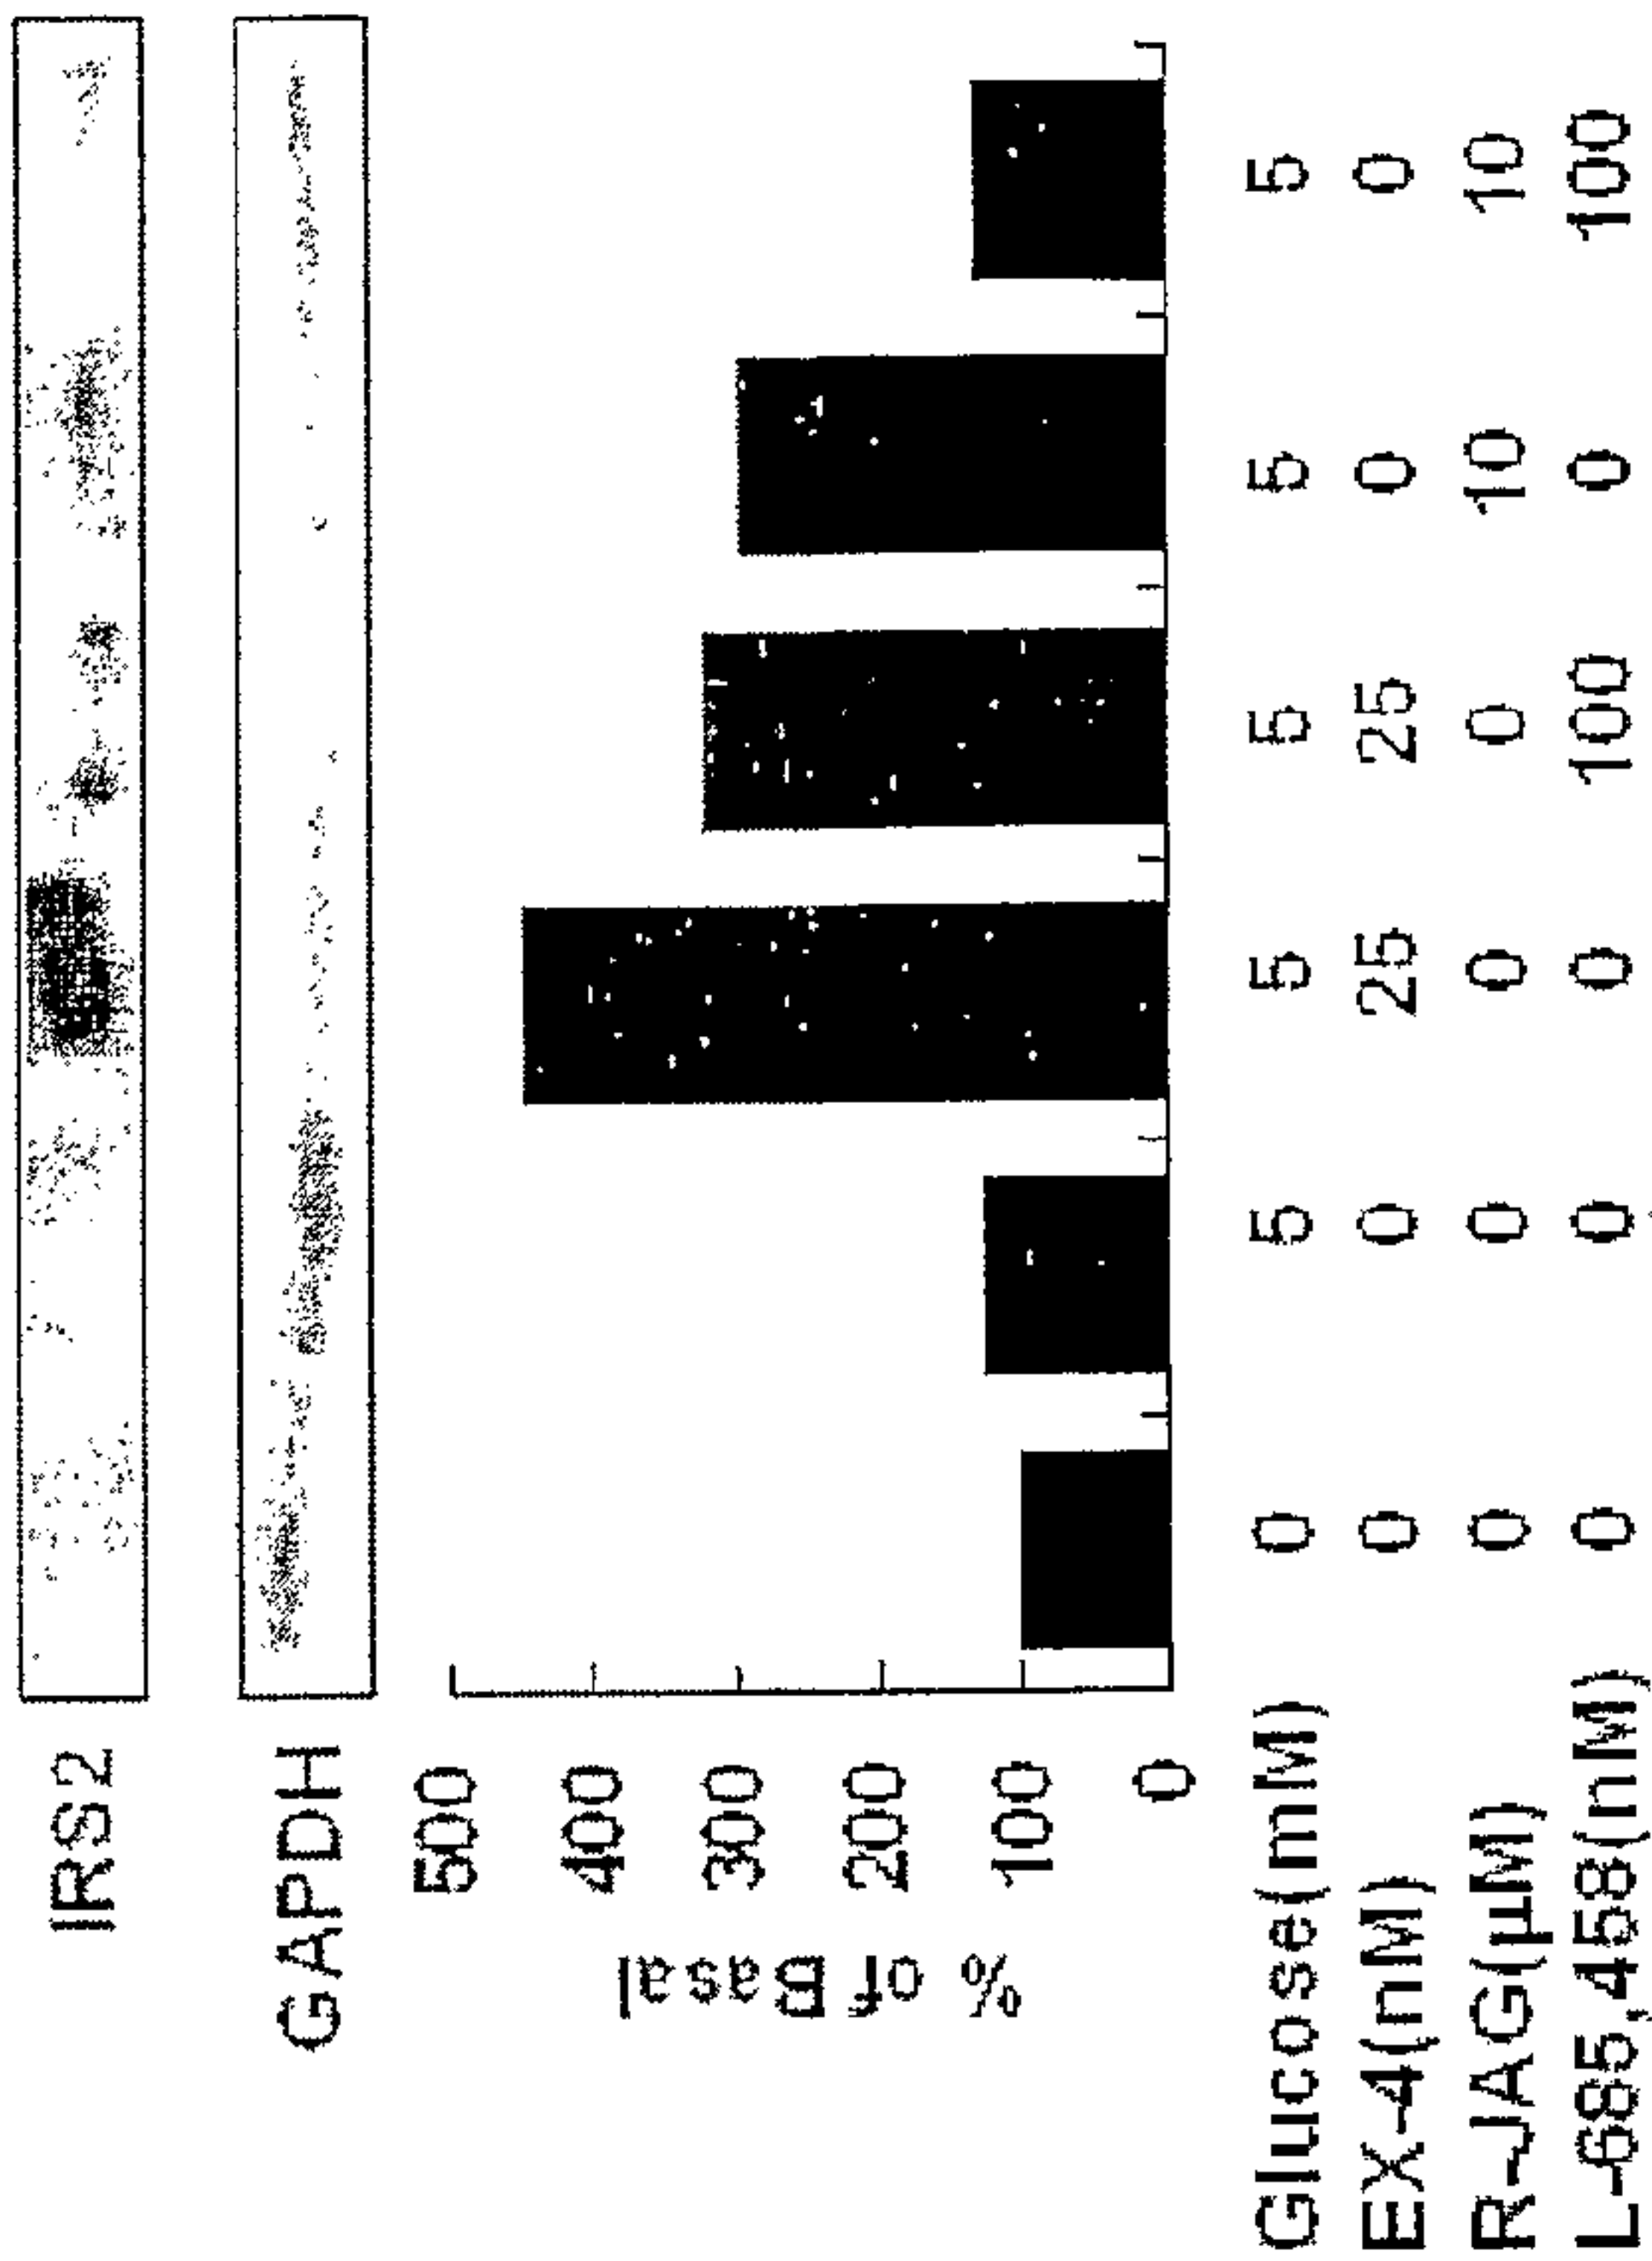 IRS2
GAPDH
500
400
300
200
100
0
% of Basal
Glucose(mM) 0 5 5 5 5 5
EX-4(nM) 0 0 25 25 0 0
R-JAG(µM) 0 0 0 0 10 10
L-685,458(nM) 0 0 0 100 0 100